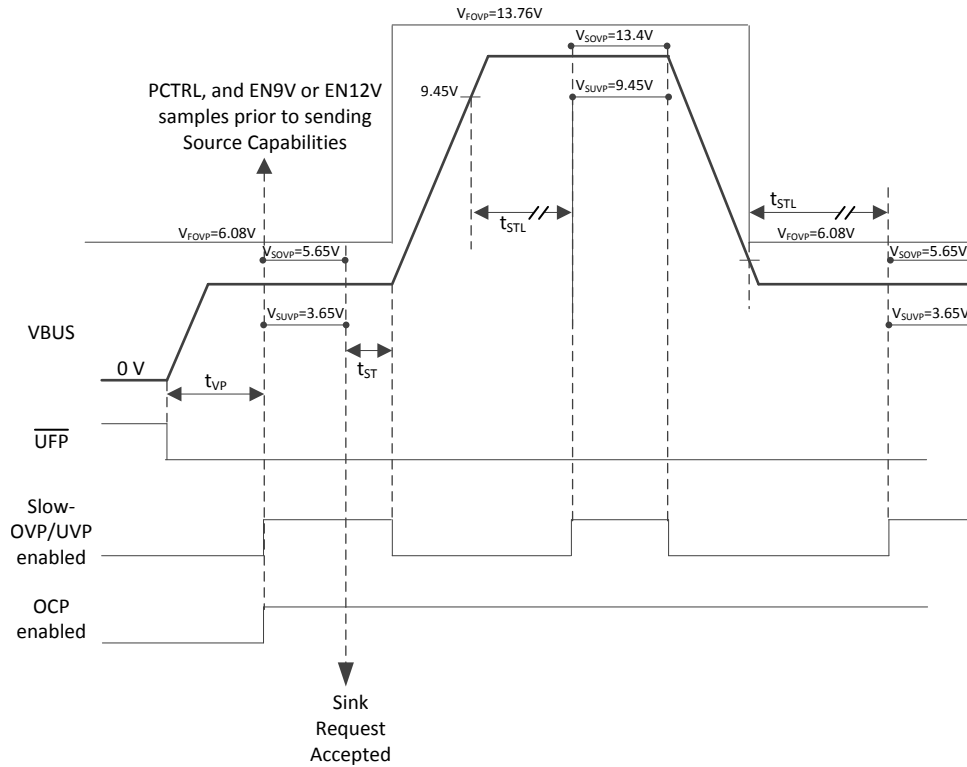 VFOVP=13.76V
VSOVP=13.4V
PCTRL, and EN9V or EN12V
samples prior to sending
Source Capabilities
9.45V
VSUVP=9.45V
tSTL
tSTL
VFOVP=6.08V
VFOVP=6.08V
VSOVP=5.65V
VSOVP=5.65V
VBUS
VSUVP=3.65V
VSUVP=3.65V
0 V
tVP
tST
UFP
Slow-
OVP/UVP
enabled
OCP
enabled
Sink
Request
Accepted